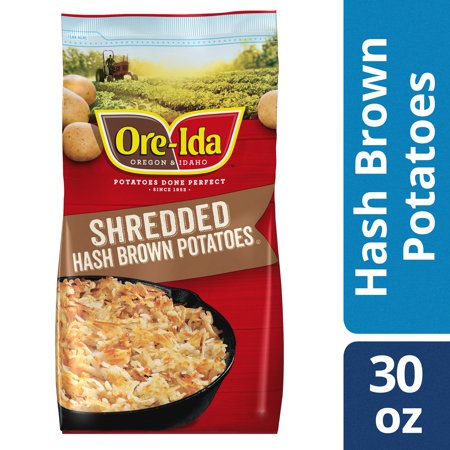 Ore-Ida
OREGON & IDAHO
POTATOES DONE PERFECT
• SINCE 1952 •
SHREDDED
HASH BROWN POTATOES®
Hash Brown
Potatoes
30
oz